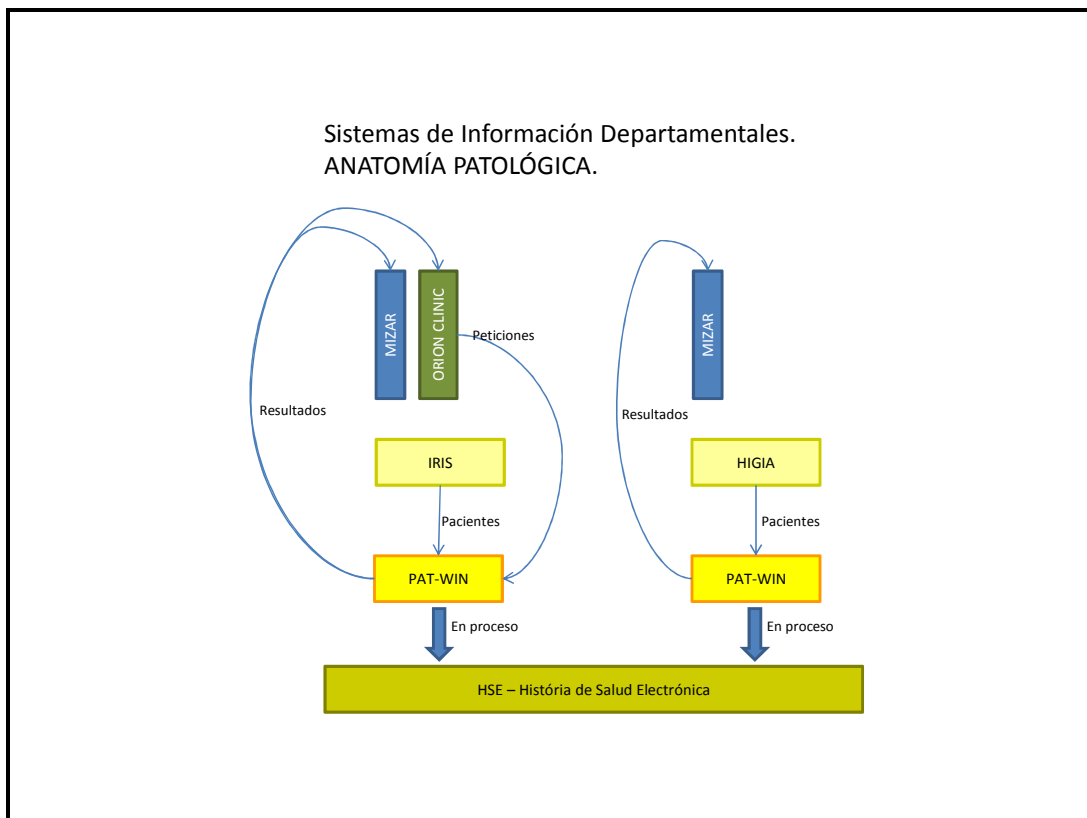 Sistemas de Información Departamentales.
ANATOMÍA PATOLÓGICA.
MIZAR
ORION CLINIC
Peticiones
Resultados
IRIS
Pacientes
PAT-WIN
En proceso
MIZAR
Resultados
HIGIA
Pacientes
PAT-WIN
En proceso
HSE – História de Salud Electrónica